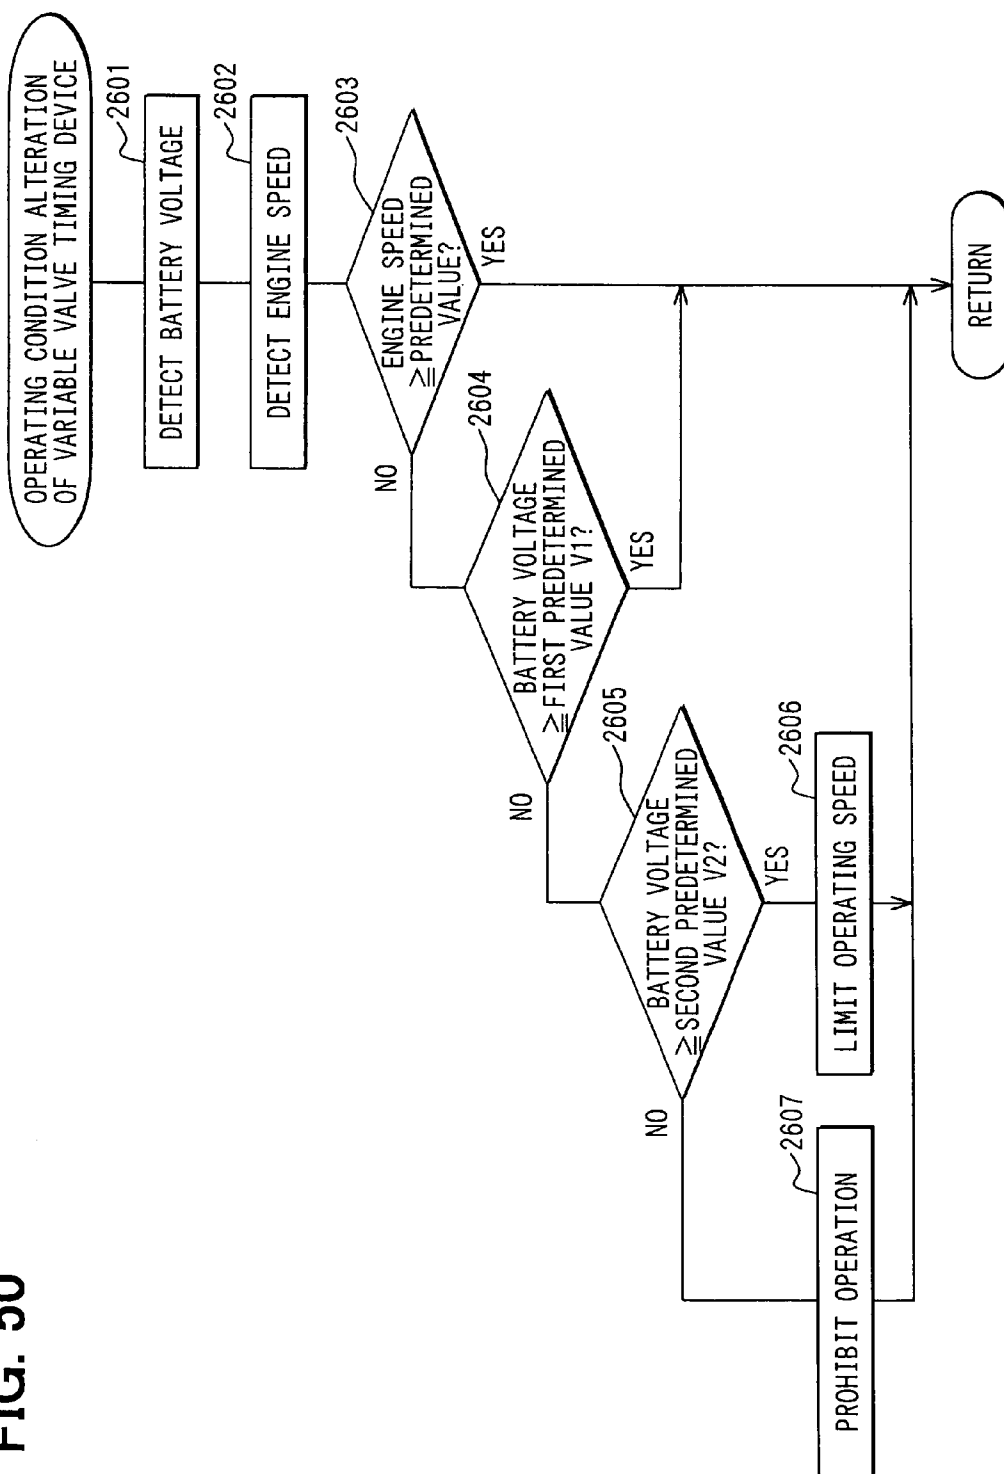 FIG. 50
OPERATING CONDITION ALTERATION
OF VARIABLE VALVE TIMING DEVICE
2601
DETECT BATTERY VOLTAGE
2602
DETECT ENGINE SPEED
2603
ENGINE SPEED
≧PREDETERMINED
VALUE?
YES
NO
2604
BATTERY VOLTAGE
≧FIRST PREDETERMINED
VALUE V1?
YES
NO
2605
BATTERY VOLTAGE
≧SECOND PREDETERMINED
VALUE V2?
YES
NO
2606
LIMIT OPERATING SPEED
2607
PROHIBIT OPERATION
RETURN